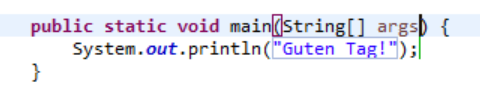 public static void main(String[] args) {
System.out.println("Guten Tag!");
}